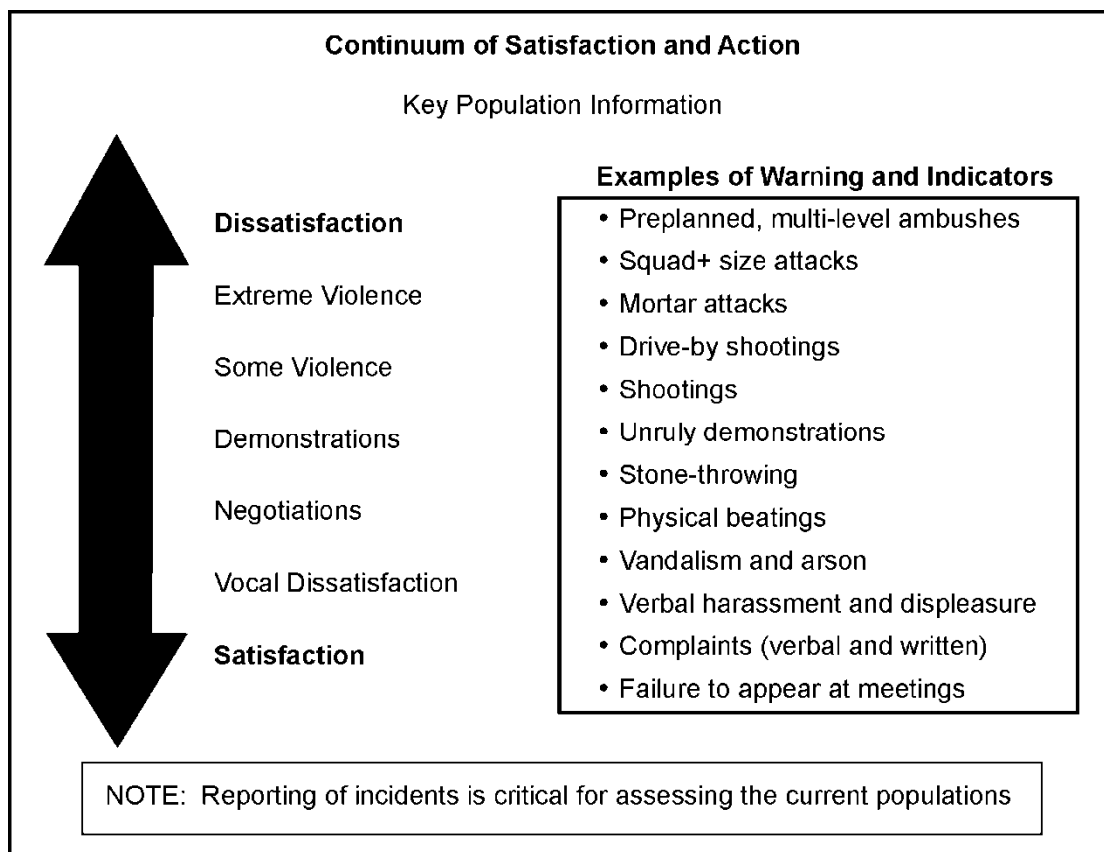 Continuum of Satisfaction and Action
Key Population Information
Dissatisfaction
Extreme Violence
Some Violence
Demonstrations
Negotiations
Vocal Dissatisfaction
Satisfaction
Examples of Warning and Indicators
• Preplanned, multi-level ambushes
• Squad+ size attacks
• Mortar attacks
• Drive-by shootings
• Shootings
• Unruly demonstrations
• Stone-throwing
• Physical beatings
• Vandalism and arson
• Verbal harassment and displeasure
• Complaints (verbal and written)
• Failure to appear at meetings
NOTE: Reporting of incidents is critical for assessing the current populations